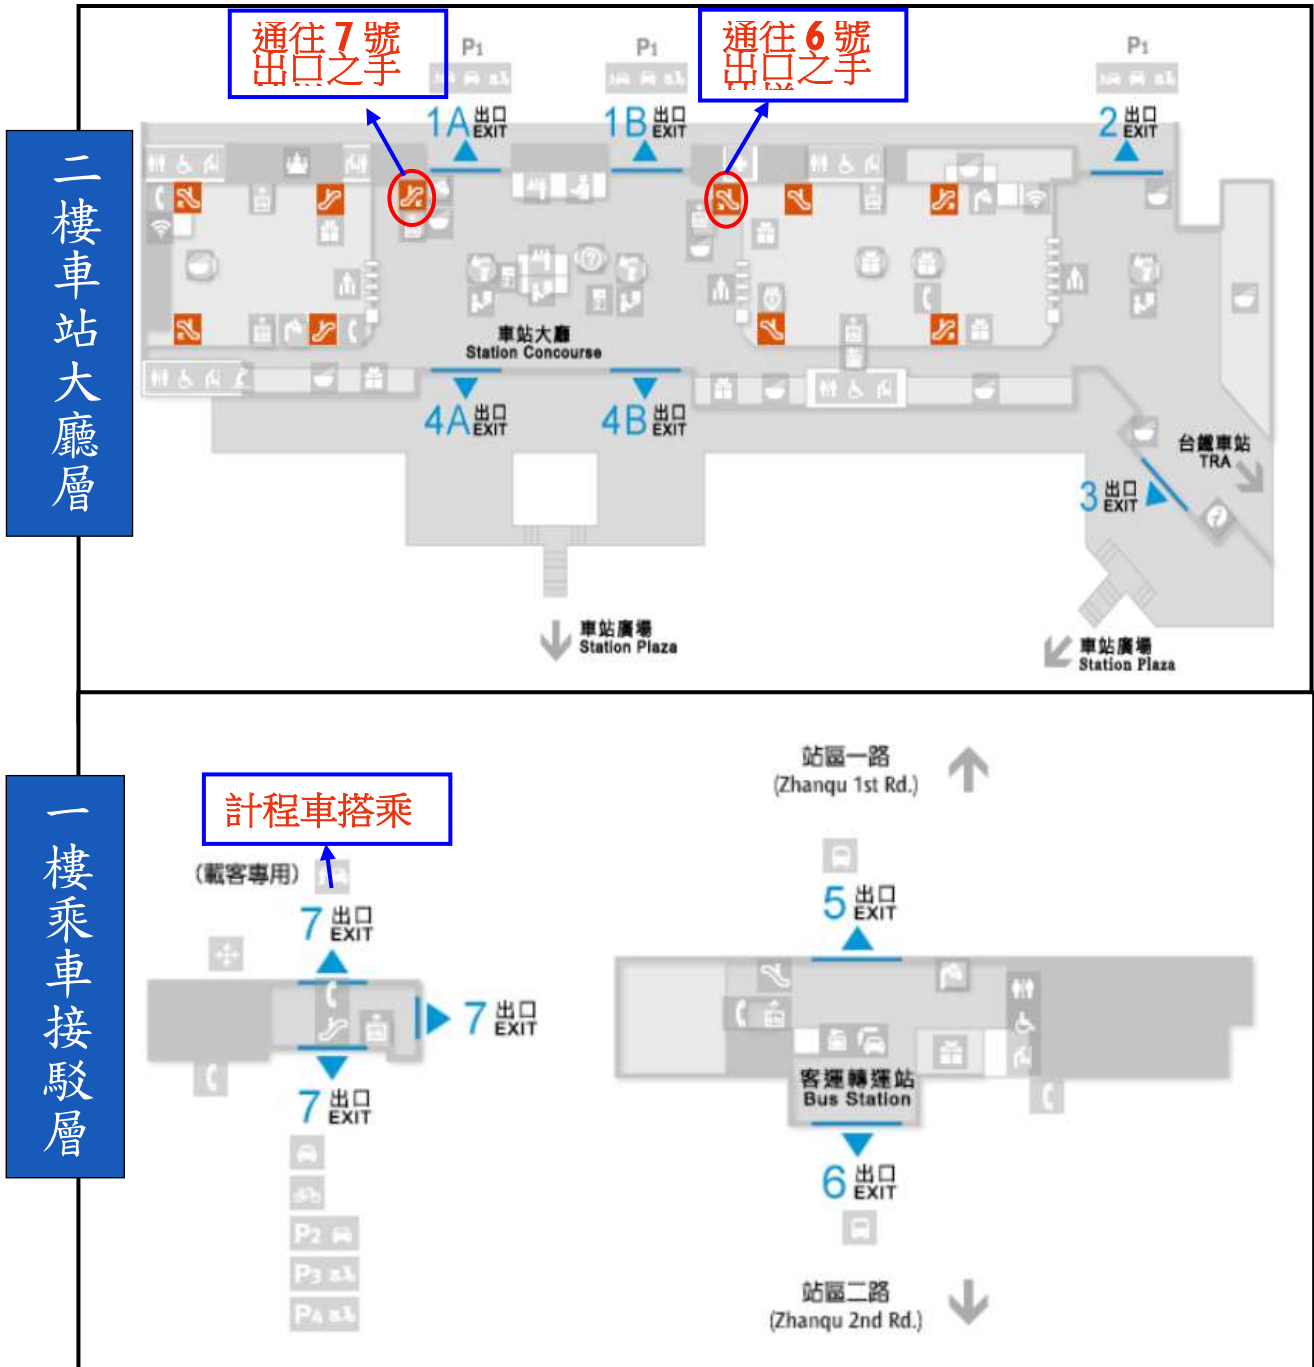 通往 7 號
出口之手
通往 6 號
出口之手
P1
P1
P1
1A 出口 EXIT
1B 出口 EXIT
2 出口 EXIT
二樓車站大廳層
車站大廳
Station Concourse
4A 出口 EXIT
4B 出口 EXIT
台鐵車站
TRA
3 出口 EXIT
車站廣場
Station Plaza
車站廣場
Station Plaza
站區一路
(Zhanqu 1st Rd.)
計程車搭乘
一樓乘車接駁層
(載客專用)
7 出口 EXIT
5 出口 EXIT
7 出口 EXIT
客運轉運站
Bus Station
7 出口 EXIT
6 出口 EXIT
P2
P3
P4
站區二路
(Zhanqu 2nd Rd.)